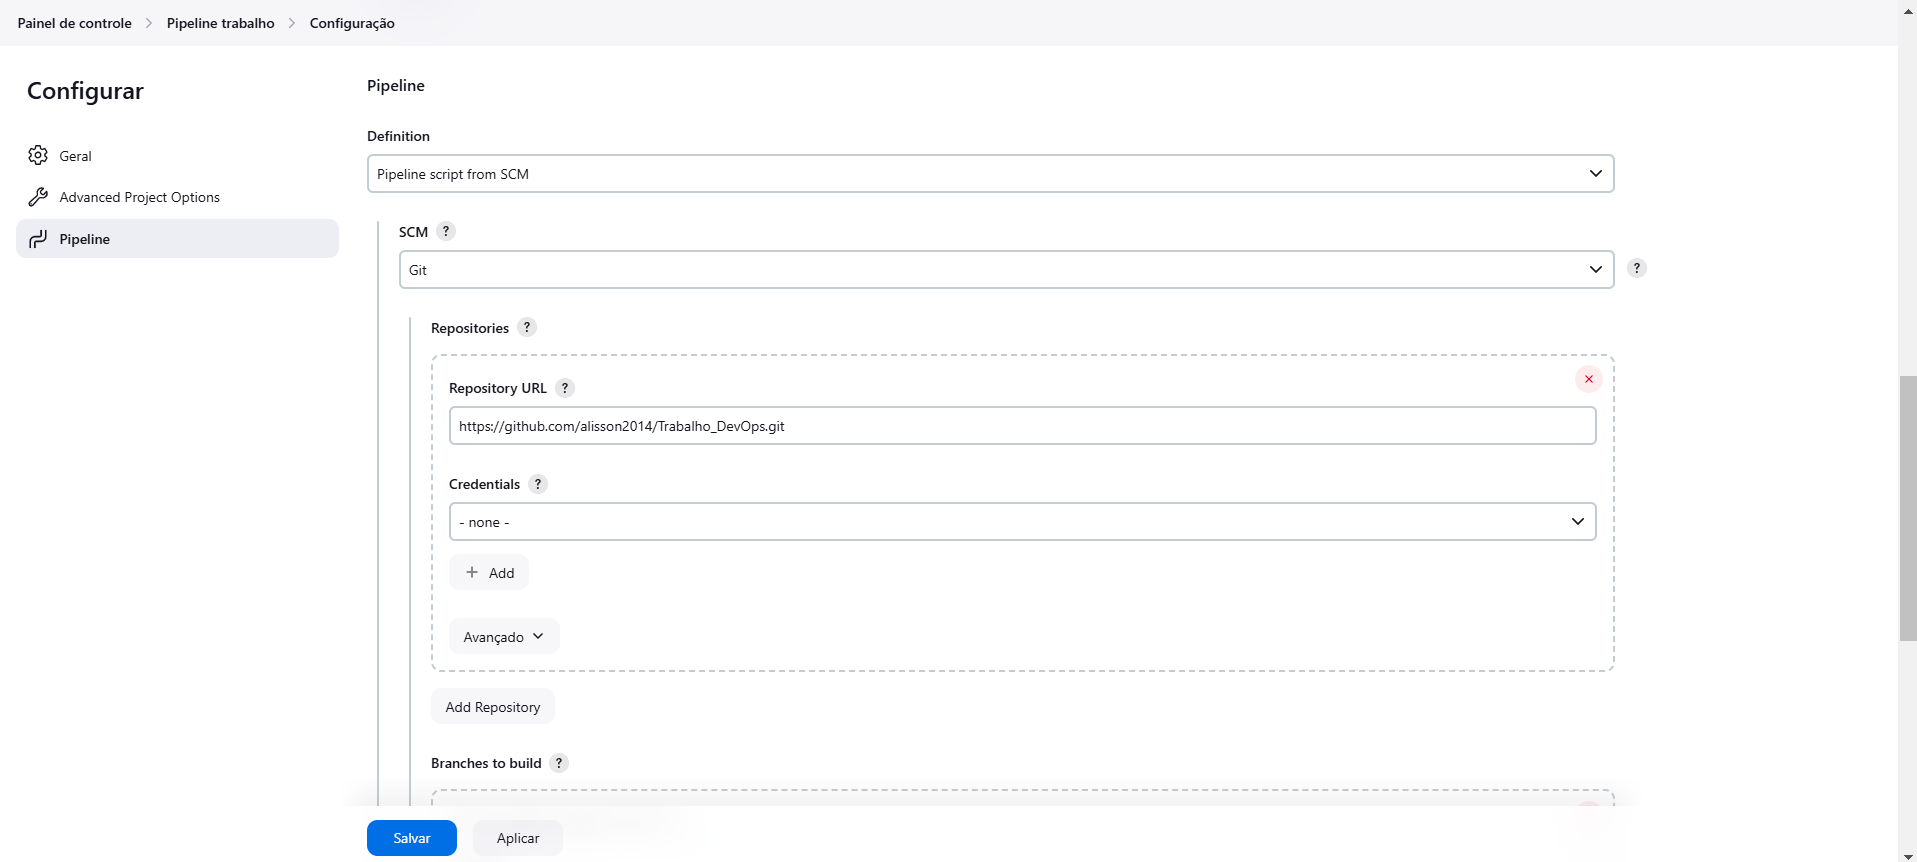 Painel de controle > Pipeline trabalho > Configuração
Configurar
Geral
Advanced Project Options
Pipeline
Pipeline
Definition
Pipeline script from SCM
SCM ?
Git
?
Repositories ?
Repository URL ?
https://github.com/alisson2014/Trabalho_DevOps.git
Credentials ?
- none -
+ Add
Avançado
Add Repository
Branches to build ?
Salvar
Aplicar